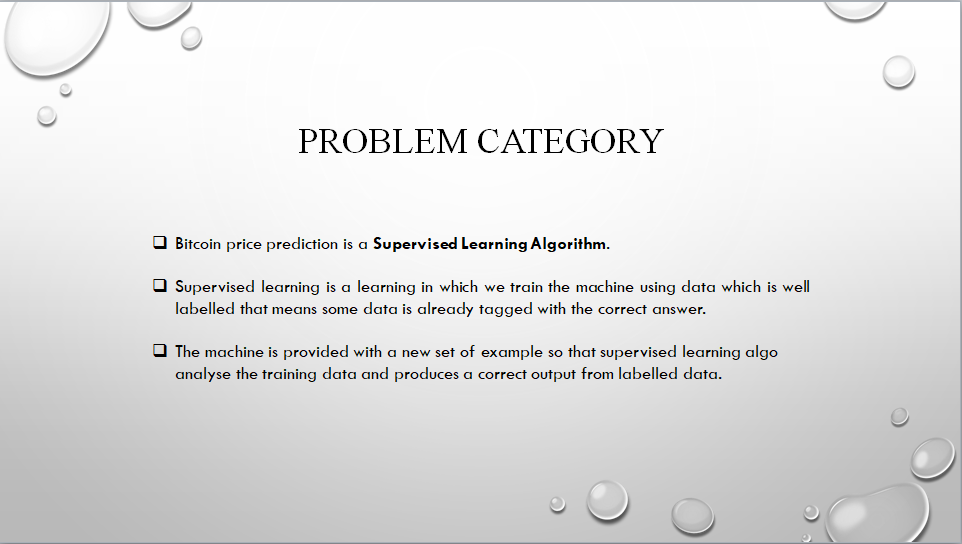 PROBLEM CATEGORY
❑ Bitcoin price prediction is a Supervised Learning Algorithm.
❑ Supervised learning is a learning in which we train the machine using data which is well
labelled that means some data is already tagged with the correct answer.
❑ The machine is provided with a new set of example so that supervised learning algo
analyse the training data and produces a correct output from labelled data.